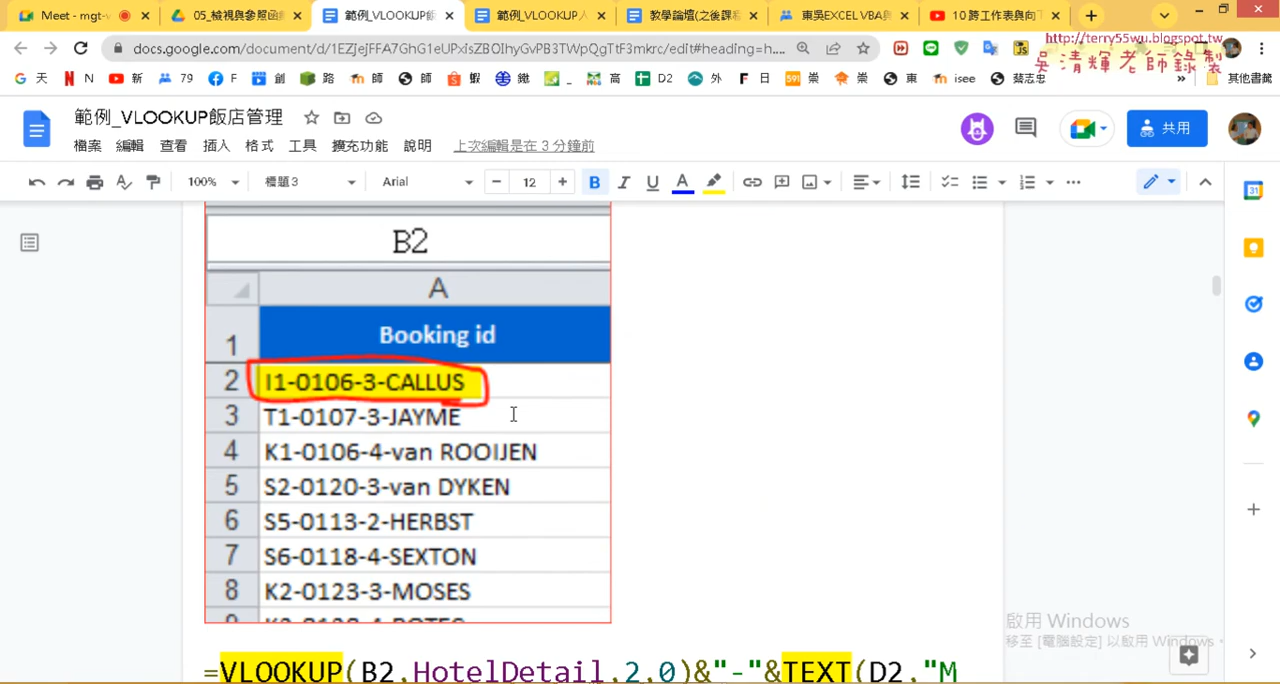 Meet - mgt-
05_檢視與參照函
範例_VLOOKUP飯
範例_VLOOKUP人
教學論壇(之後課程
東吳EXCEL VBA與
10 跨工作表與向下
docs.google.com/document/d/1EZJeJFFA7GhG1eUPxisZBOIhyGvPB3TWpQgTtF3mkrc/edit#heading=h...
http://terry55wu.blogspot.tw
吳清輝老師錄製
天 N 新 79 F 創 路 師 師 蝦 繳 高 D2 外 日 崇 崇 東 isee 蔡志忠 » 其他書籤
範例_VLOOKUP飯店管理
檔案 編輯 查看 插入 格式 工具 擴充功能 說明 上次編輯是在 3 分鐘前
共用
100% 標題 3 Arial 12 B I U A
B2
A
1 Booking id
2 I1-0106-3-CALLUS
3 T1-0107-3-JAYME
4 K1-0106-4-van ROOIJEN
5 S2-0120-3-van DYKEN
6 S5-0113-2-HERBST
7 S6-0118-4-SEXTON
8 K2-0123-3-MOSES
=VLOOKUP(B2,HotelDetail,2,0)&"-"&TEXT(D2,"M
啟用 Windows
移至 [電腦設定] 以啟用 Windows。